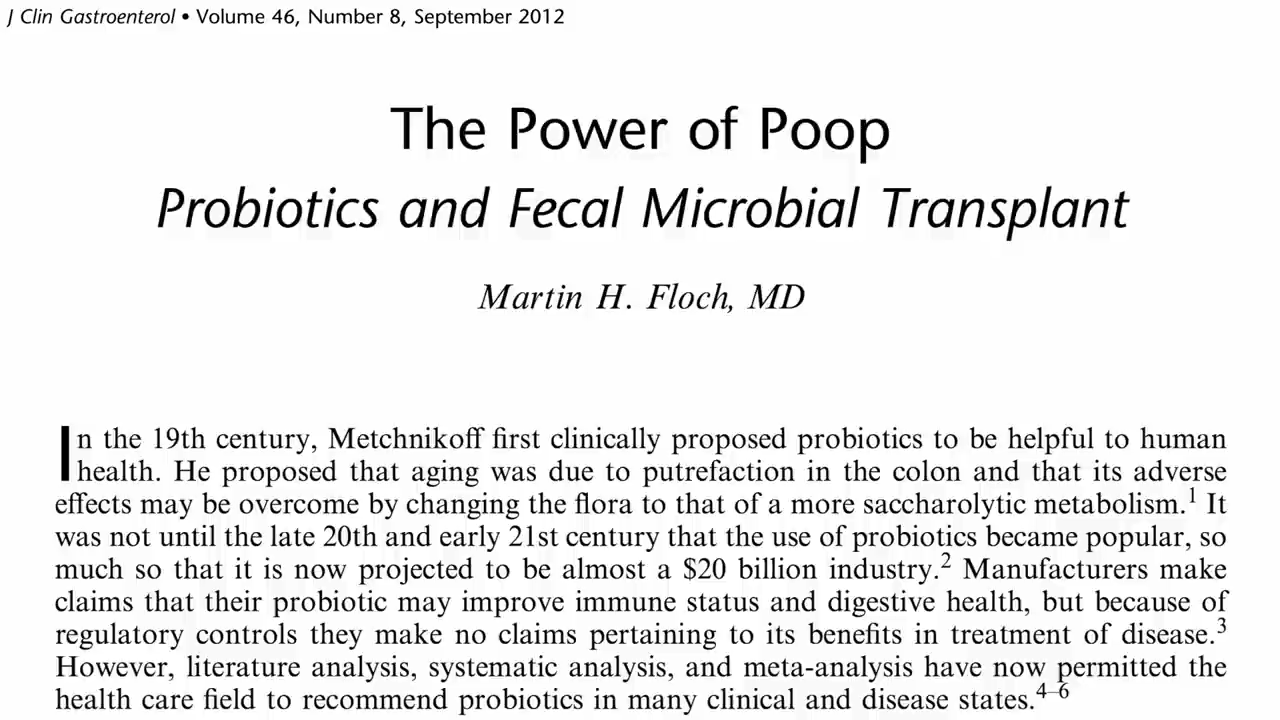 J Clin Gastroenterol • Volume 46, Number 8, September 2012
The Power of Poop
Probiotics and Fecal Microbial Transplant
Martin H. Floch, MD
In the 19th century, Metchnikoff first clinically proposed probiotics to be helpful to human
health. He proposed that aging was due to putrefaction in the colon and that its adverse
effects may be overcome by changing the flora to that of a more saccharolytic metabolism.1 It
was not until the late 20th and early 21st century that the use of probiotics became popular, so
much so that it is now projected to be almost a $20 billion industry.2 Manufacturers make
claims that their probiotic may improve immune status and digestive health, but because of
regulatory controls they make no claims pertaining to its benefits in treatment of disease.3
However, literature analysis, systematic analysis, and meta-analysis have now permitted the
health care field to recommend probiotics in many clinical and disease states.4–6